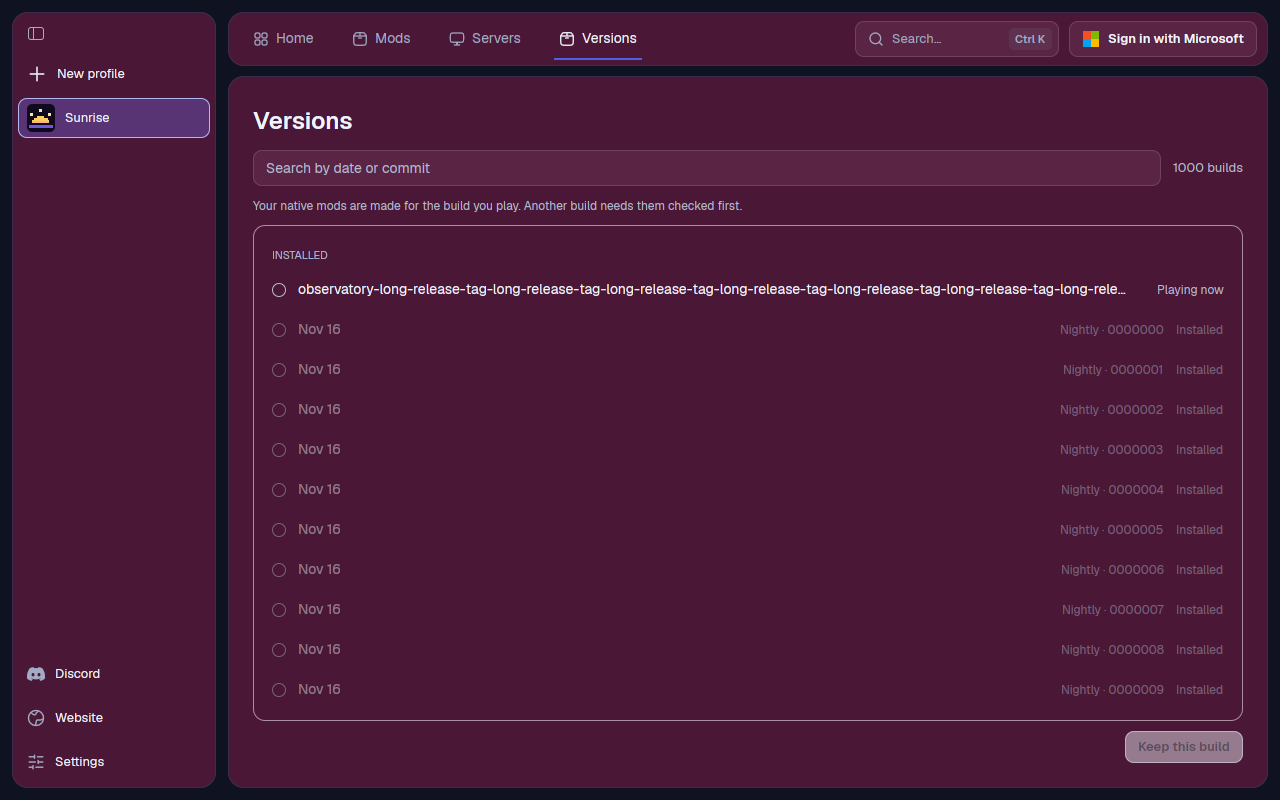 New profile
Sunrise
Discord
Website
Settings
Home
Mods
Servers
Versions
Search...
Ctrl K
Sign in with Microsoft
Versions
Search by date or commit
1000 builds
Your native mods are made for the build you play. Another build needs them checked first.
INSTALLED
observatory-long-release-tag-long-release-tag-long-release-tag-long-release-tag-long-release-tag-long-release-tag-long-rele... Playing now
Nov 16 Nightly · 0000000 Installed
Nov 16 Nightly · 0000001 Installed
Nov 16 Nightly · 0000002 Installed
Nov 16 Nightly · 0000003 Installed
Nov 16 Nightly · 0000004 Installed
Nov 16 Nightly · 0000005 Installed
Nov 16 Nightly · 0000006 Installed
Nov 16 Nightly · 0000007 Installed
Nov 16 Nightly · 0000008 Installed
Nov 16 Nightly · 0000009 Installed
Keep this build